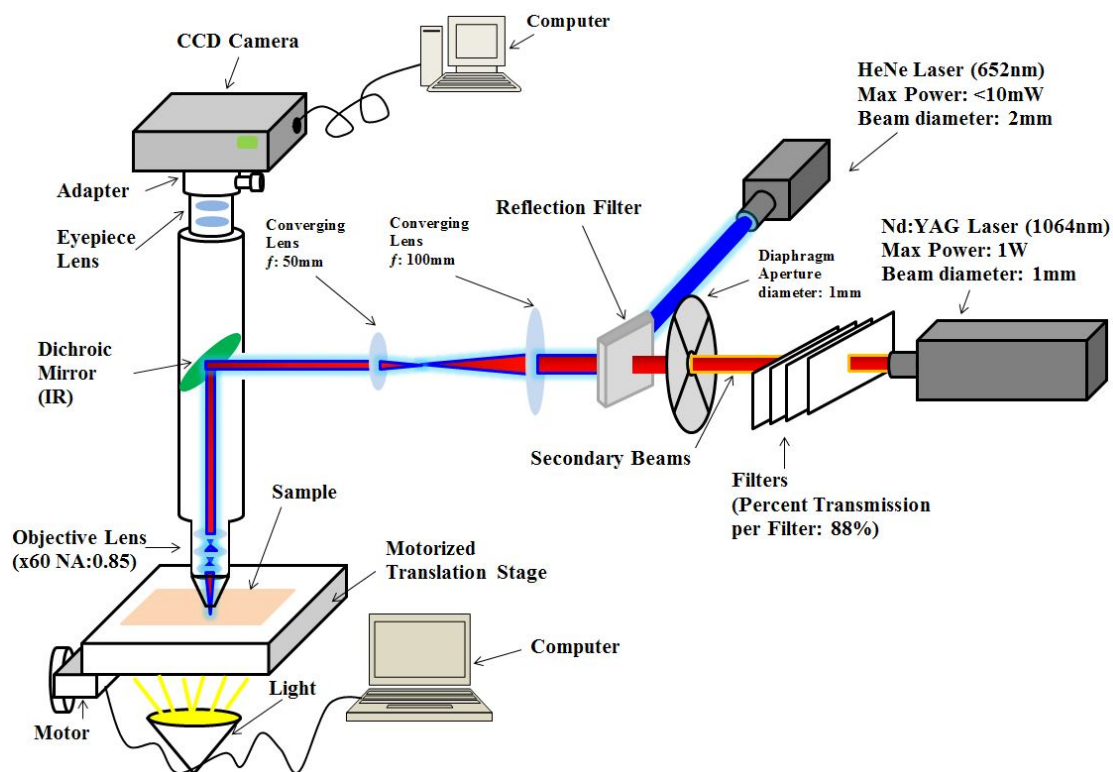 Computer
CCD Camera
HeNe Laser (652nm)
Max Power: <10mW
Beam diameter: 2mm
Adapter
Eyepiece
Lens
Converging
Lens
f: 50mm
Converging
Lens
f: 100mm
Reflection Filter
Diaphragm
Aperture
diameter: 1mm
Nd:YAG Laser (1064nm)
Max Power: 1W
Beam diameter: 1mm
Dichroic
Mirror
(IR)
Secondary Beams
Filters
(Percent Transmission
per Filter: 88%)
Sample
Objective Lens
(x60 NA:0.85)
Motorized
Translation Stage
Computer
Light
Motor